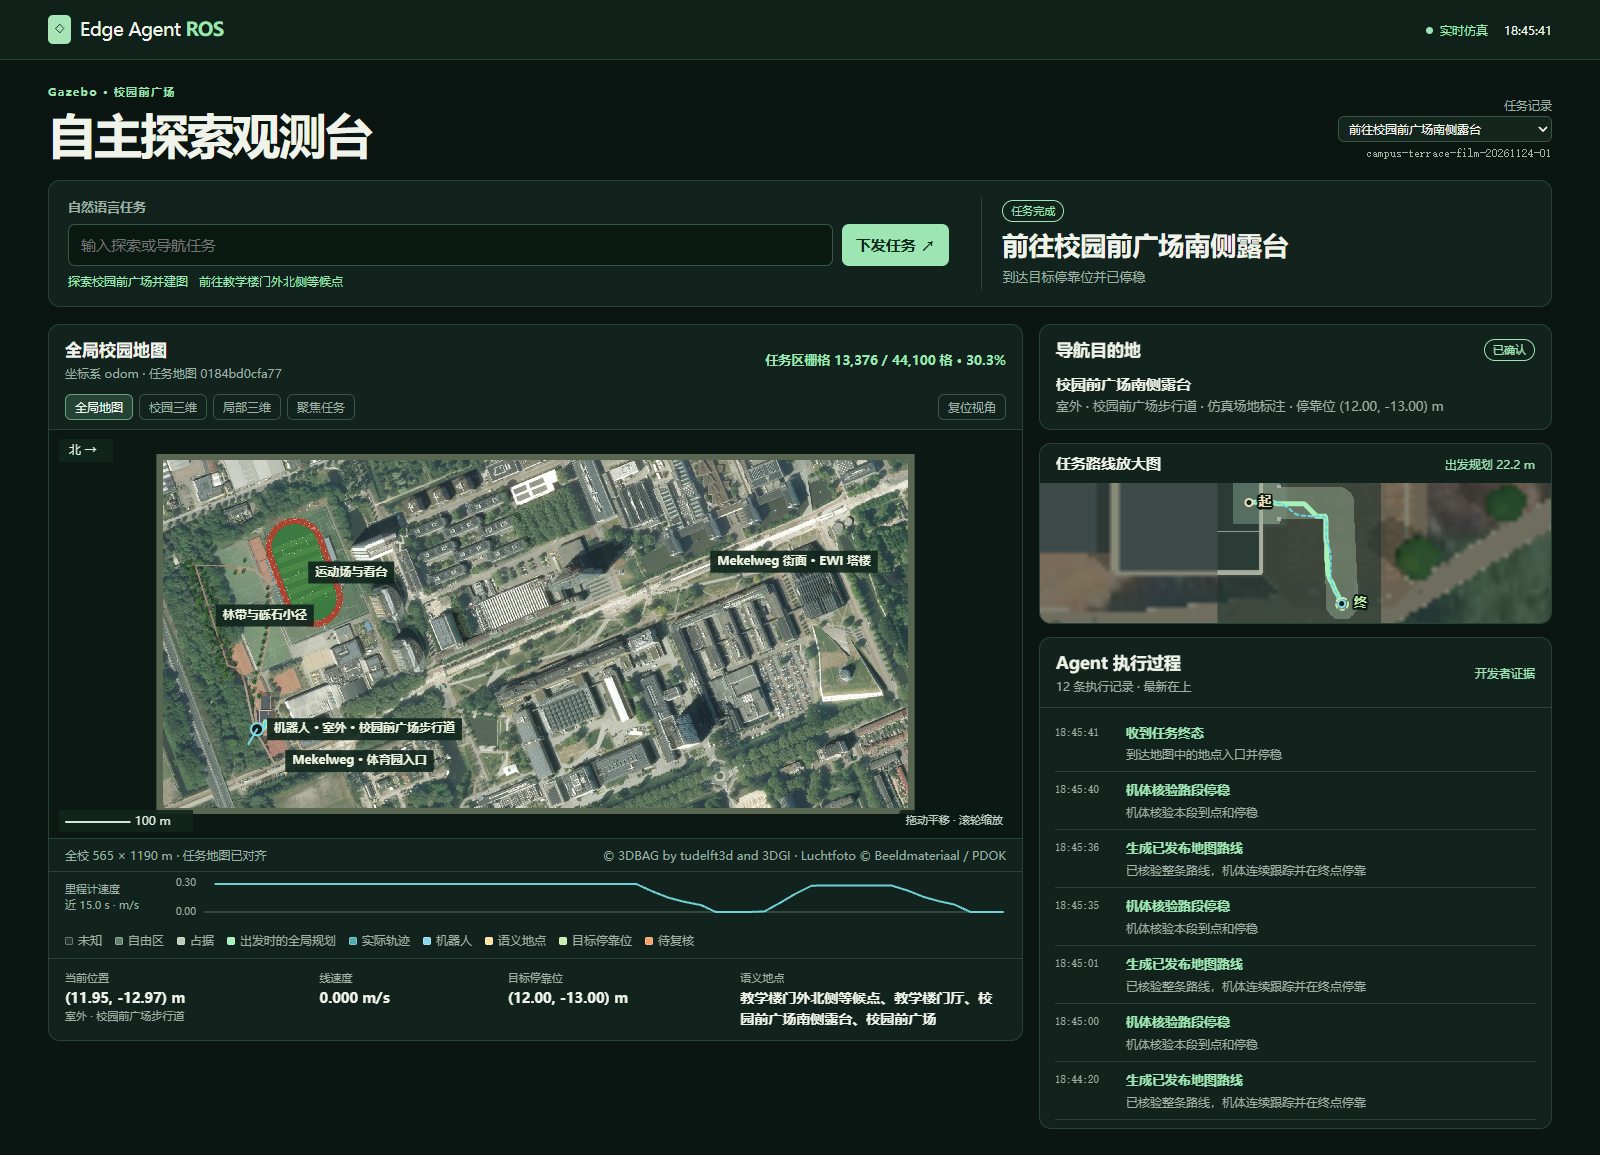 Edge Agent ROS
实时仿真 18:45:41
Gazebo • 校园前广场
自主探索观测台
任务记录
前往校园前广场南侧露台
campus-terrace-film-20261124-01
自然语言任务
输入探索或导航任务
下发任务 ↗
探索校园前广场并建图 前往教学楼门外北侧等候点
任务完成
前往校园前广场南侧露台
到达目标停靠位并已停稳
全局校园地图
坐标系 odom · 任务地图 0184bd0cfa77
任务区栅格 13,376 / 44,100 格 • 30.3%
全局地图 校园三维 局部三维 聚焦任务 复位视角
北 →
Mekelweg 街面 • EWI 塔楼
运动场与看台
林带与砾石小径
机器人 • 室外 • 校园前广场步行道
Mekelweg • 体育园入口
100 m
拖动平移 · 滚轮缩放
全校 565 × 1190 m · 任务地图已对齐
© 3DBAG by tudelft3d and 3DGI · Luchtfoto © Beeldmateriaal / PDOK
里程计速度
近 15.0 s · m/s
0.30
0.00
未知 自由区 占据 出发时的全局规划 实际轨迹 机器人 语义地点 目标停靠位 待复核
当前位置
(11.95, -12.97) m
室外 · 校园前广场步行道
线速度
0.000 m/s
目标停靠位
(12.00, -13.00) m
语义地点
教学楼门外北侧等候点、教学楼门厅、校
园前广场南侧露台、校园前广场
导航目的地
已确认
校园前广场南侧露台
室外 · 校园前广场步行道 · 仿真场地标注 · 停靠位 (12.00, -13.00) m
任务路线放大图
出发规划 22.2 m
起
终
Agent 执行过程
12 条执行记录 · 最新在上
开发者证据
18:45:41 收到任务终态
到达地图中的地点入口并停稳
18:45:40 机体核验路段停稳
机体核验本段到点和停稳
18:45:36 生成已发布地图路线
已核验整条路线，机体连续跟踪并在终点停靠
18:45:35 机体核验路段停稳
机体核验本段到点和停稳
18:45:01 生成已发布地图路线
已核验整条路线，机体连续跟踪并在终点停靠
18:45:00 机体核验路段停稳
机体核验本段到点和停稳
18:44:20 生成已发布地图路线
已核验整条路线，机体连续跟踪并在终点停靠